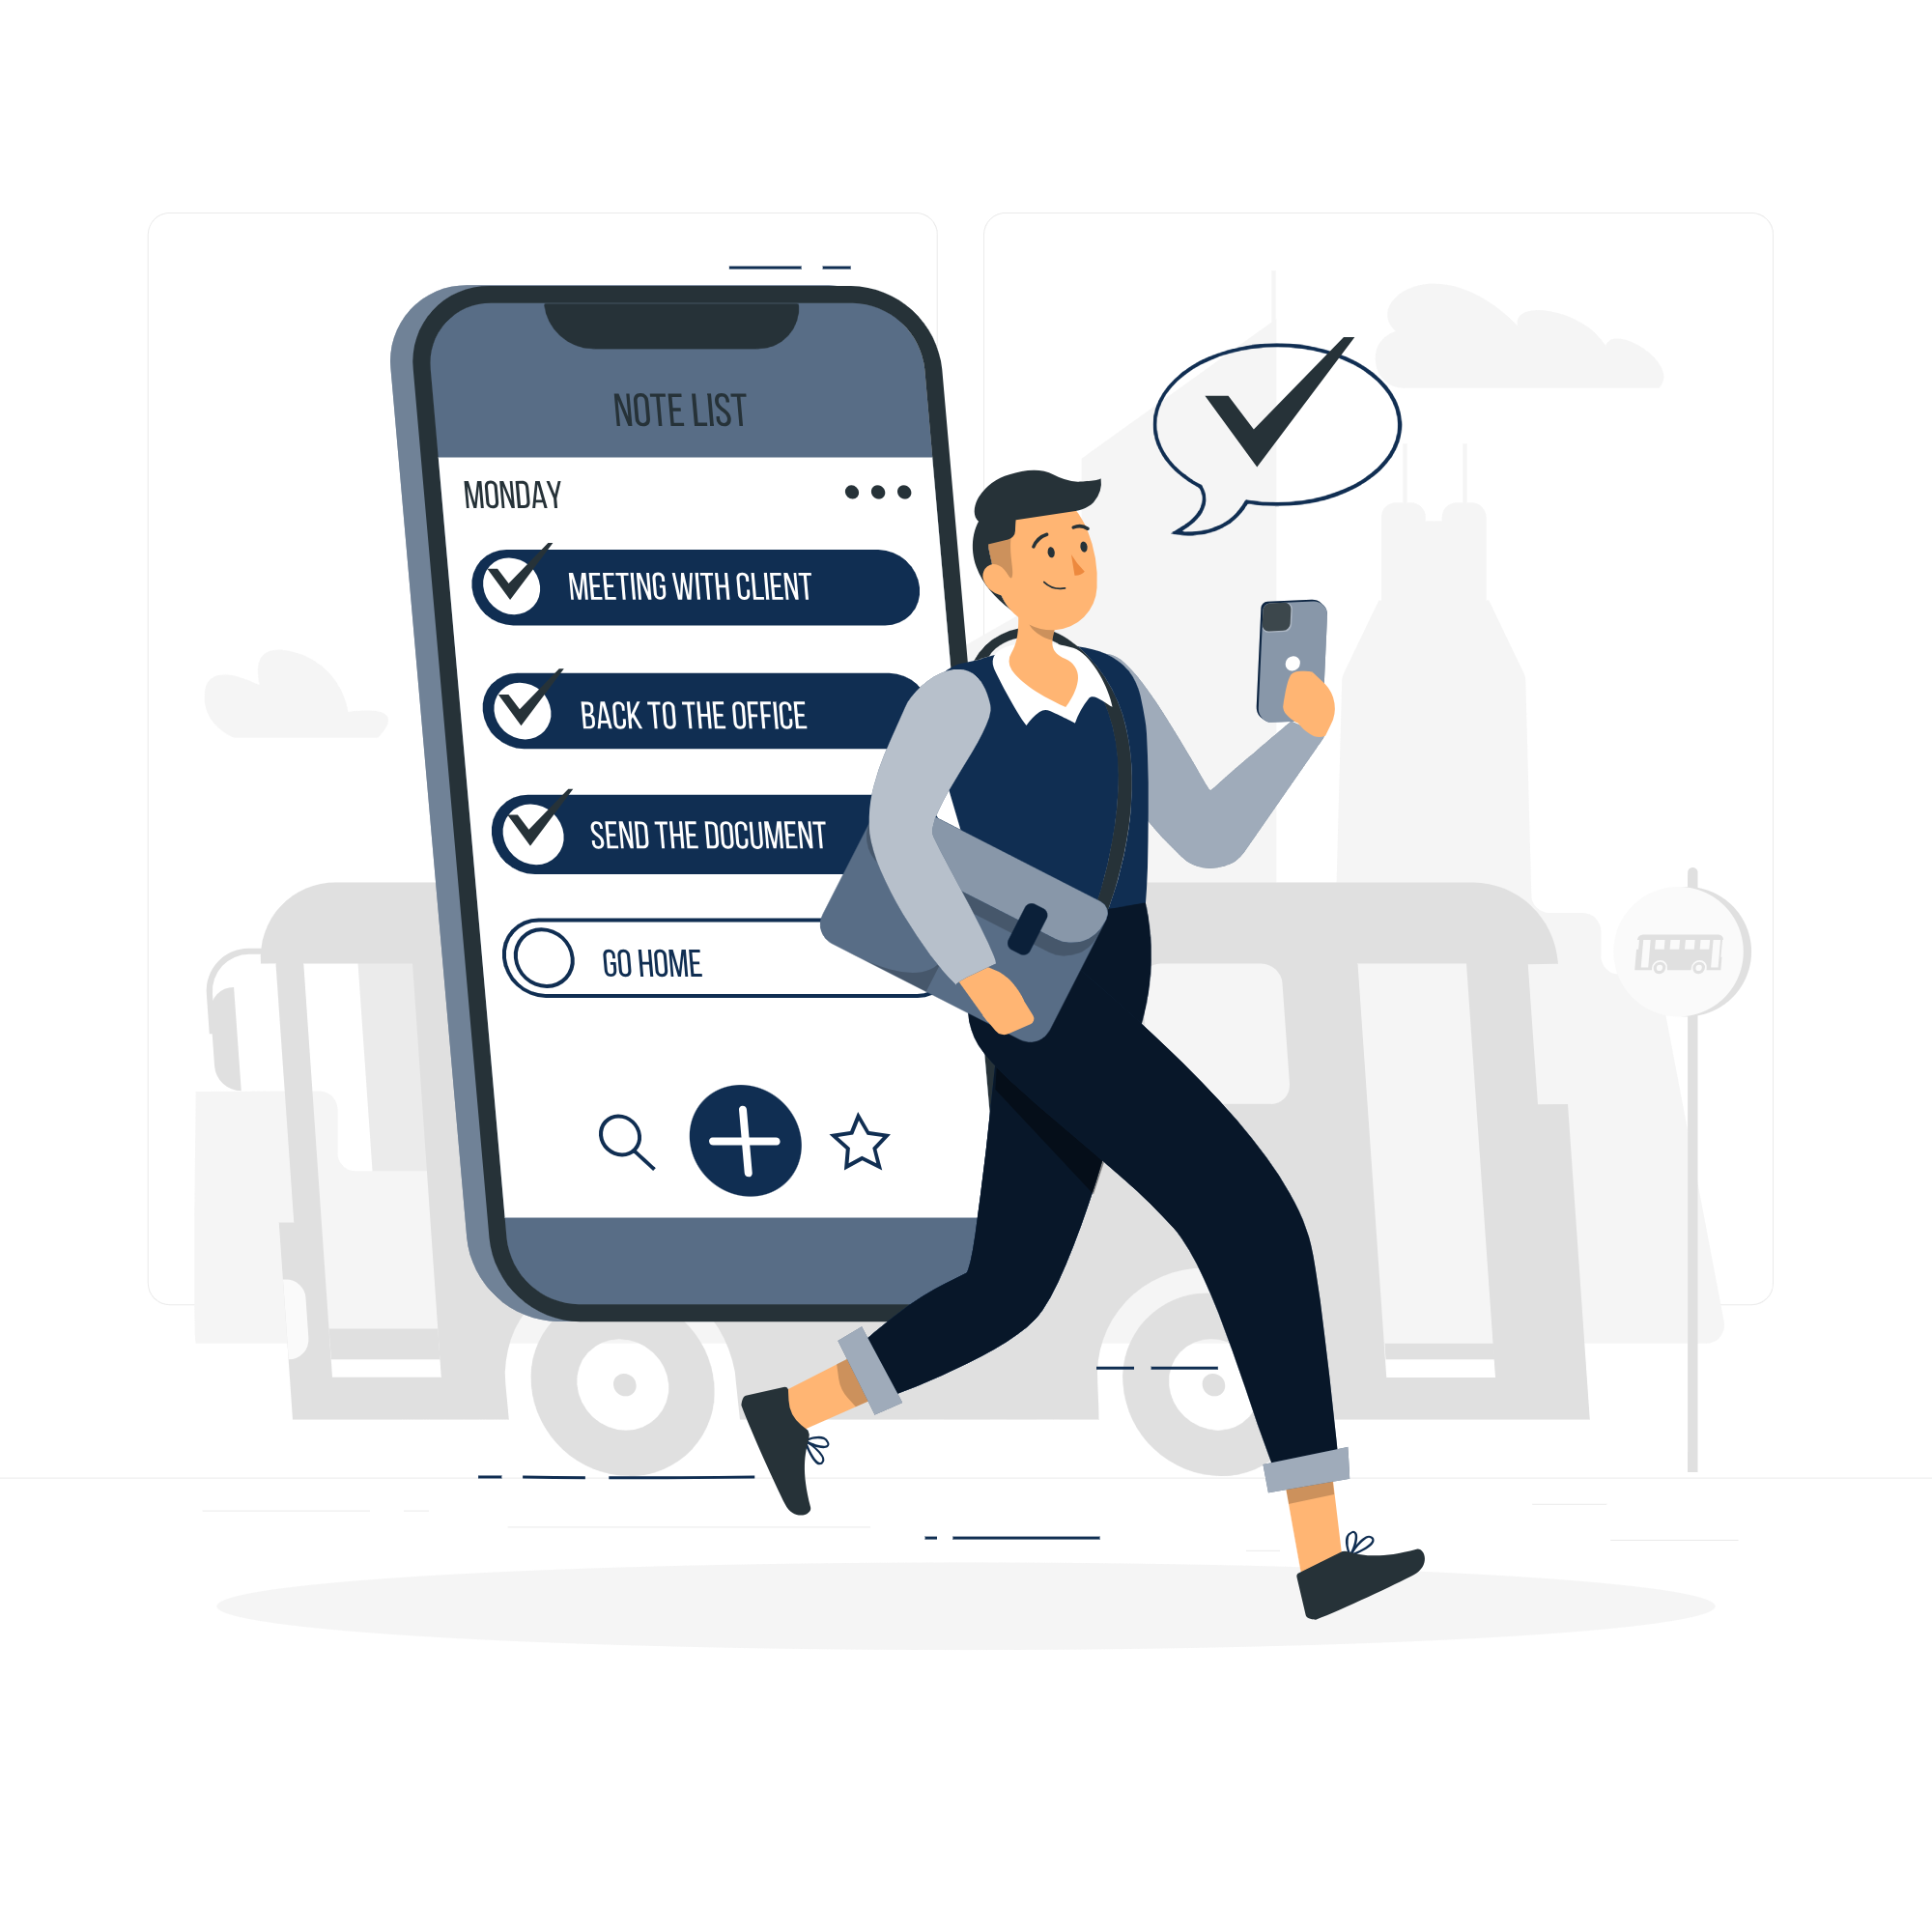 NOTE LIST
MONDAY
MEETING WITH CLIENT
BACK TO THE OFFICE
SEND THE DOCUMENT
GO HOME